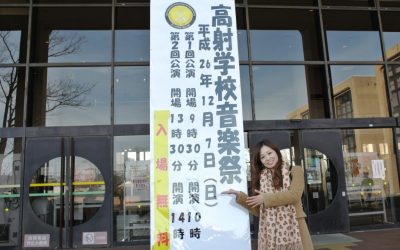 高射学校音楽祭
平成26年12月7日(日)
第1回公演 開場 9時30分 開演 10時
第2回公演 開場 13時30分 開演 14時
入場無料